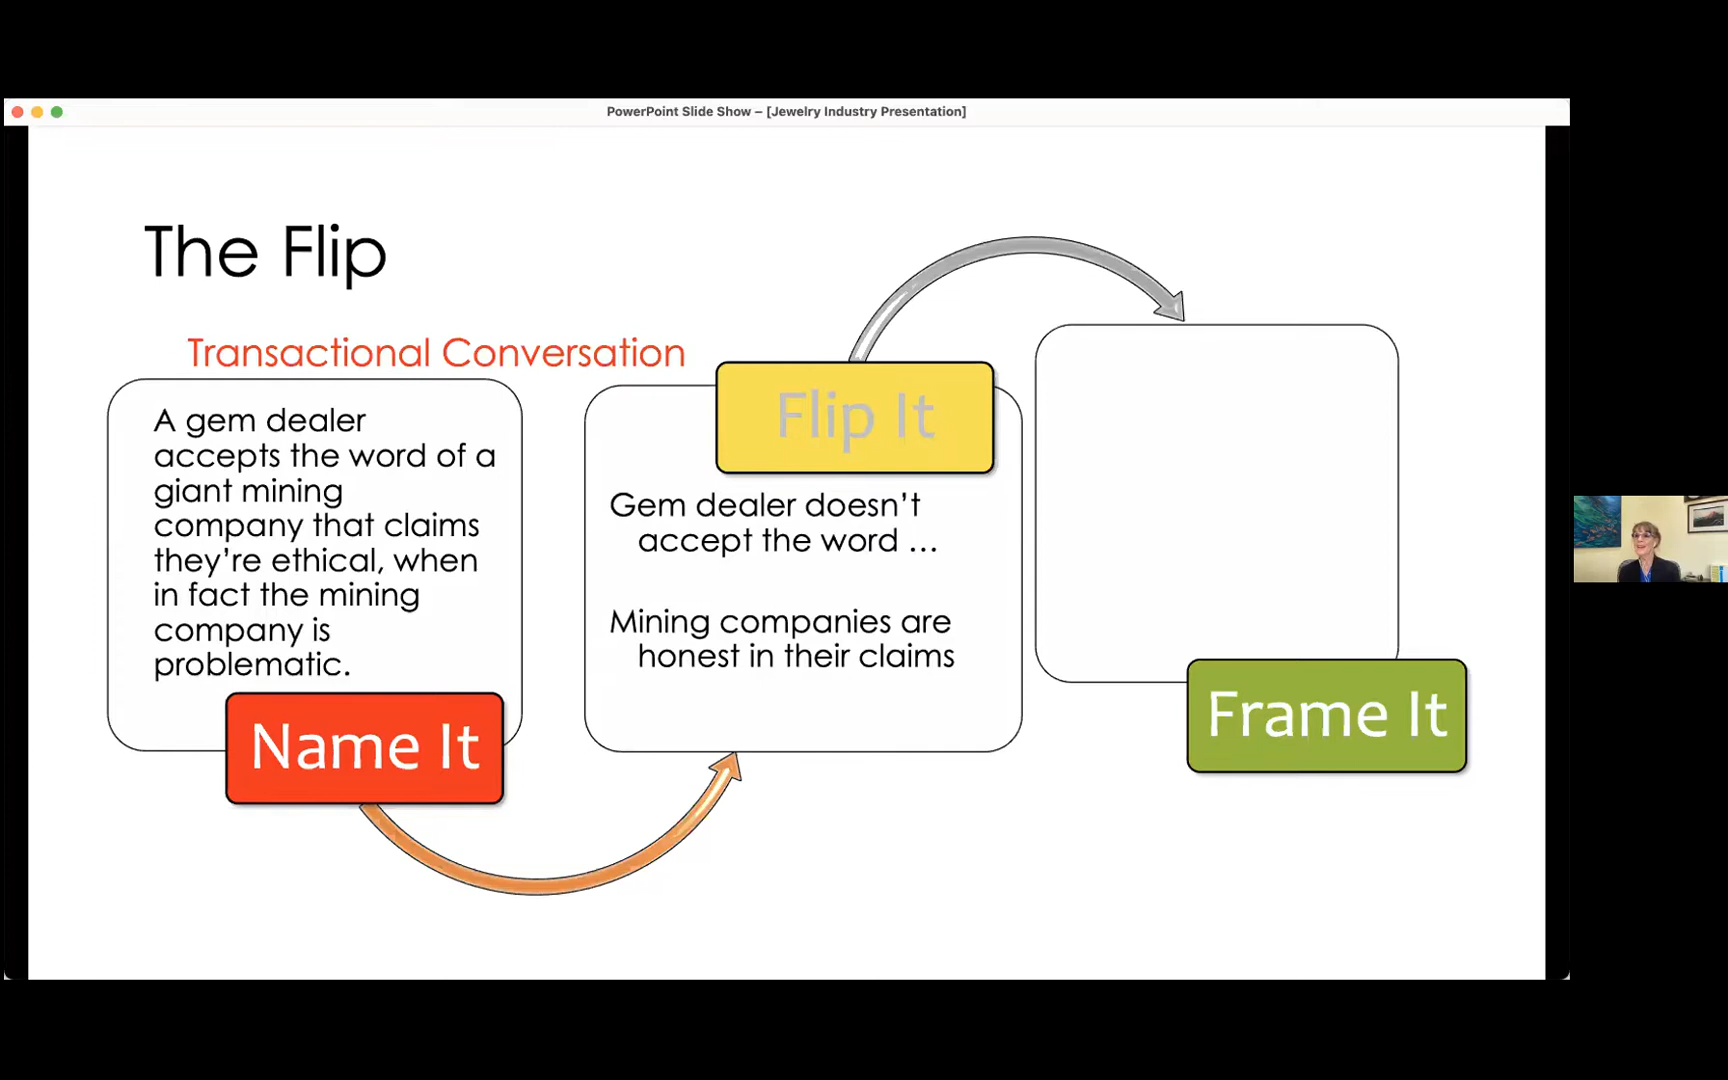 PowerPoint Slide Show – [Jewelry Industry Presentation]
The Flip
Transactional Conversation
A gem dealer
accepts the word of a
giant mining
company that claims
they’re ethical, when
in fact the mining
company is
problematic.
Name It
Flip It
Gem dealer doesn’t
accept the word …
Mining companies are
honest in their claims
Frame It